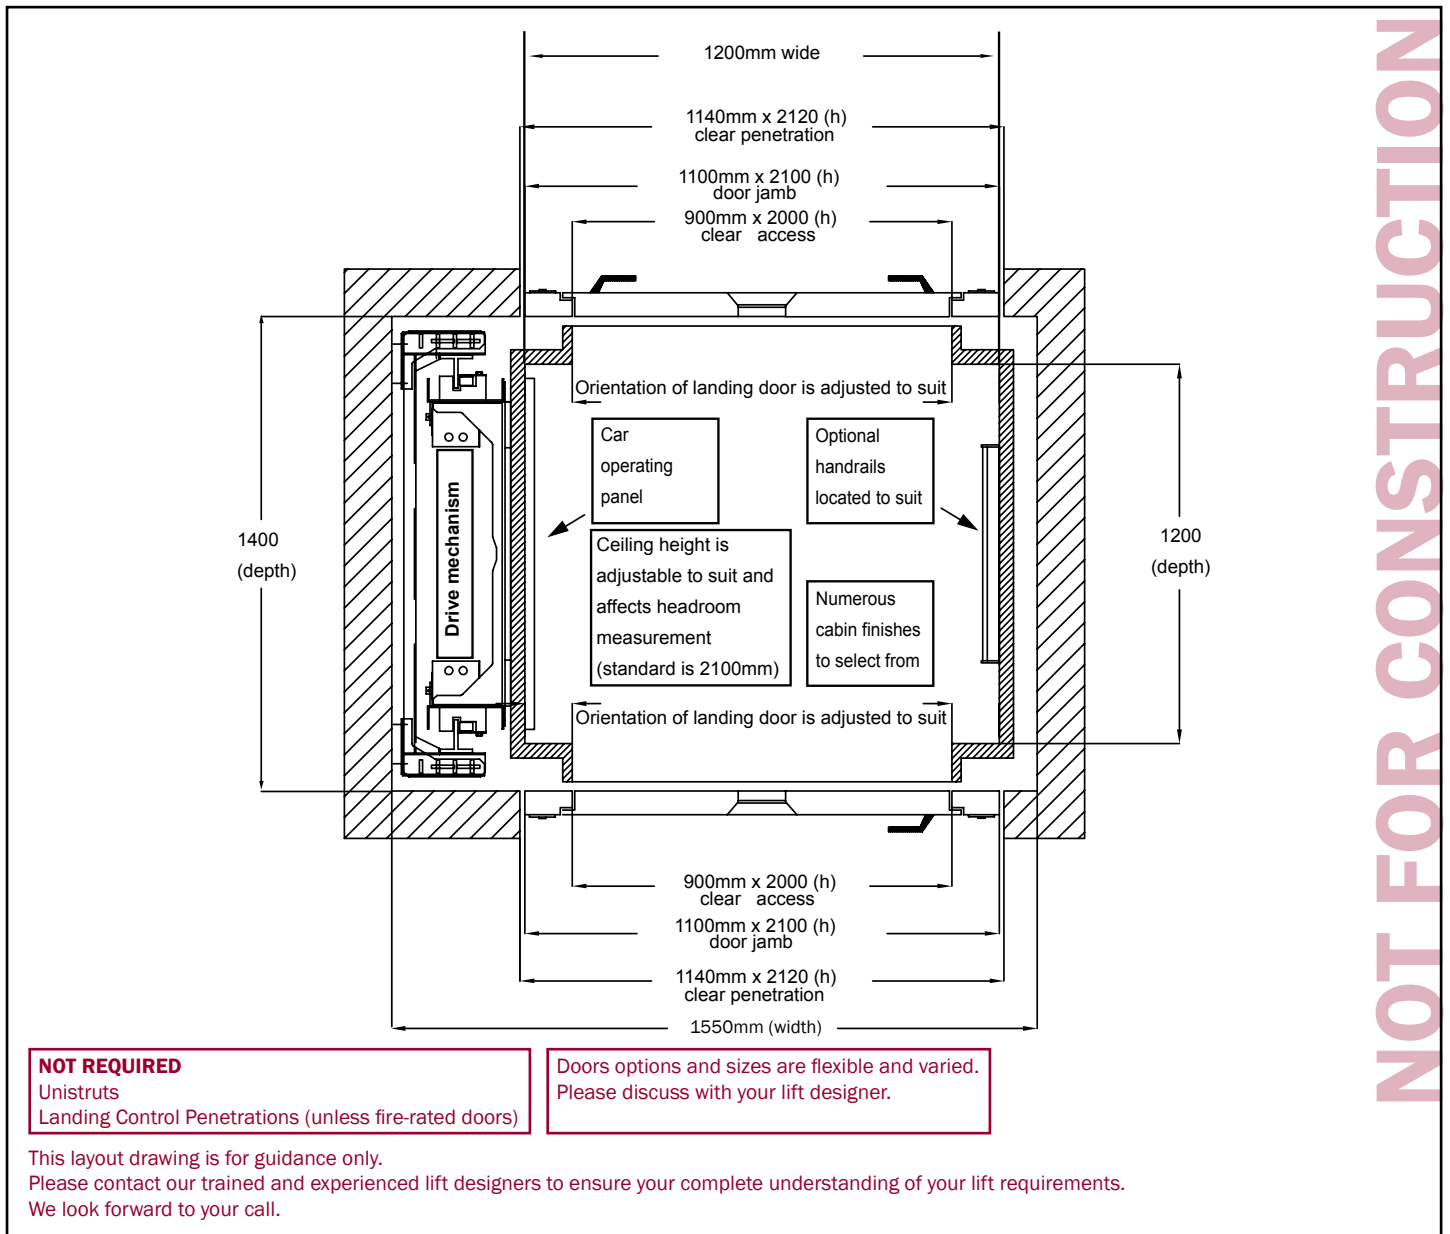 1200mm wide
1140mm x 2120 (h)
clear penetration
1100mm x 2100 (h)
door jamb
900mm x 2000 (h)
clear access
Orientation of landing door is adjusted to suit
Car
operating
panel
Optional
handrails
located to suit
1400
(depth)
Drive mechanism
Ceiling height is
adjustable to suit and
affects headroom
measurement
(standard is 2100mm)
Numerous
cabin finishes
to select from
1200
(depth)
Orientation of landing door is adjusted to suit
900mm x 2000 (h)
clear access
1100mm x 2100 (h)
door jamb
1140mm x 2120 (h)
clear penetration
1550mm (width)
NOT FOR CONSTRUCTION
NOT REQUIRED
Unistruts
Landing Control Penetrations (unless fire-rated doors)
Doors options and sizes are flexible and varied.
Please discuss with your lift designer.
This layout drawing is for guidance only.
Please contact our trained and experienced lift designers to ensure your complete understanding of your lift requirements.
We look forward to your call.